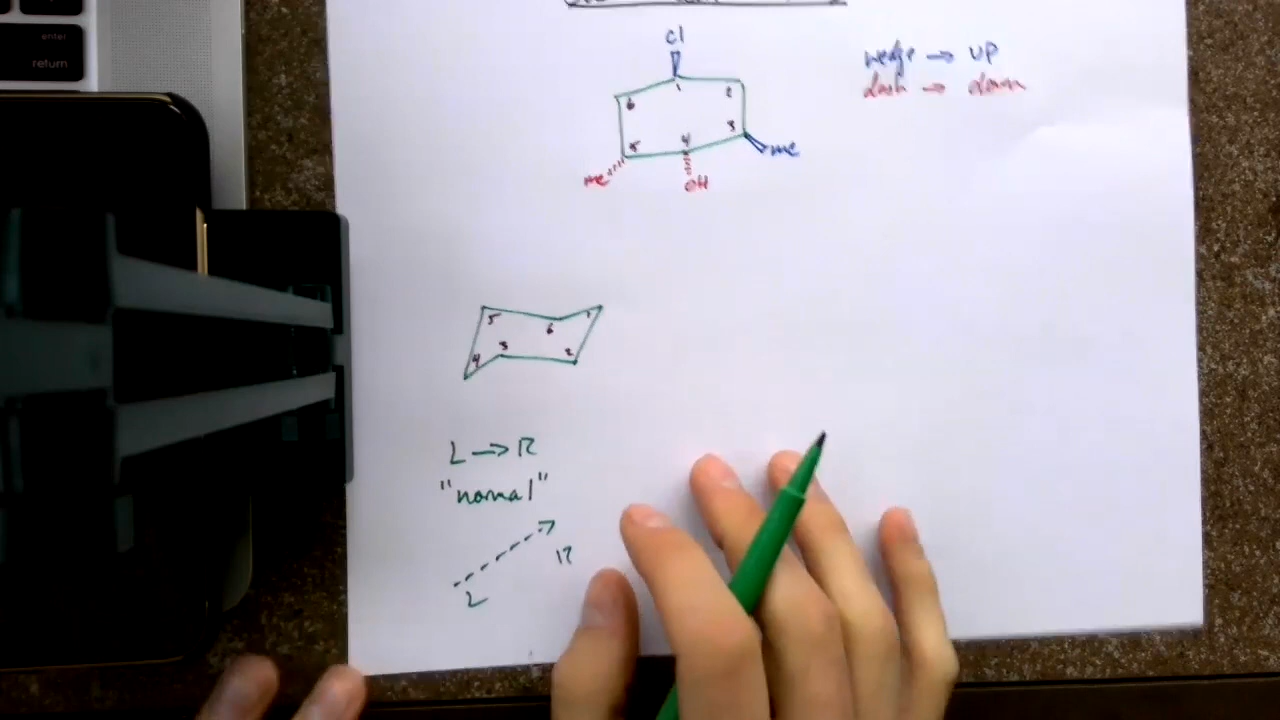 enter
return
Cl
wedge → UP
dash → down
6 1 2
5 4 3
me
me
OH
5 6 1
4 3 2
L → R
"normal"
R
L